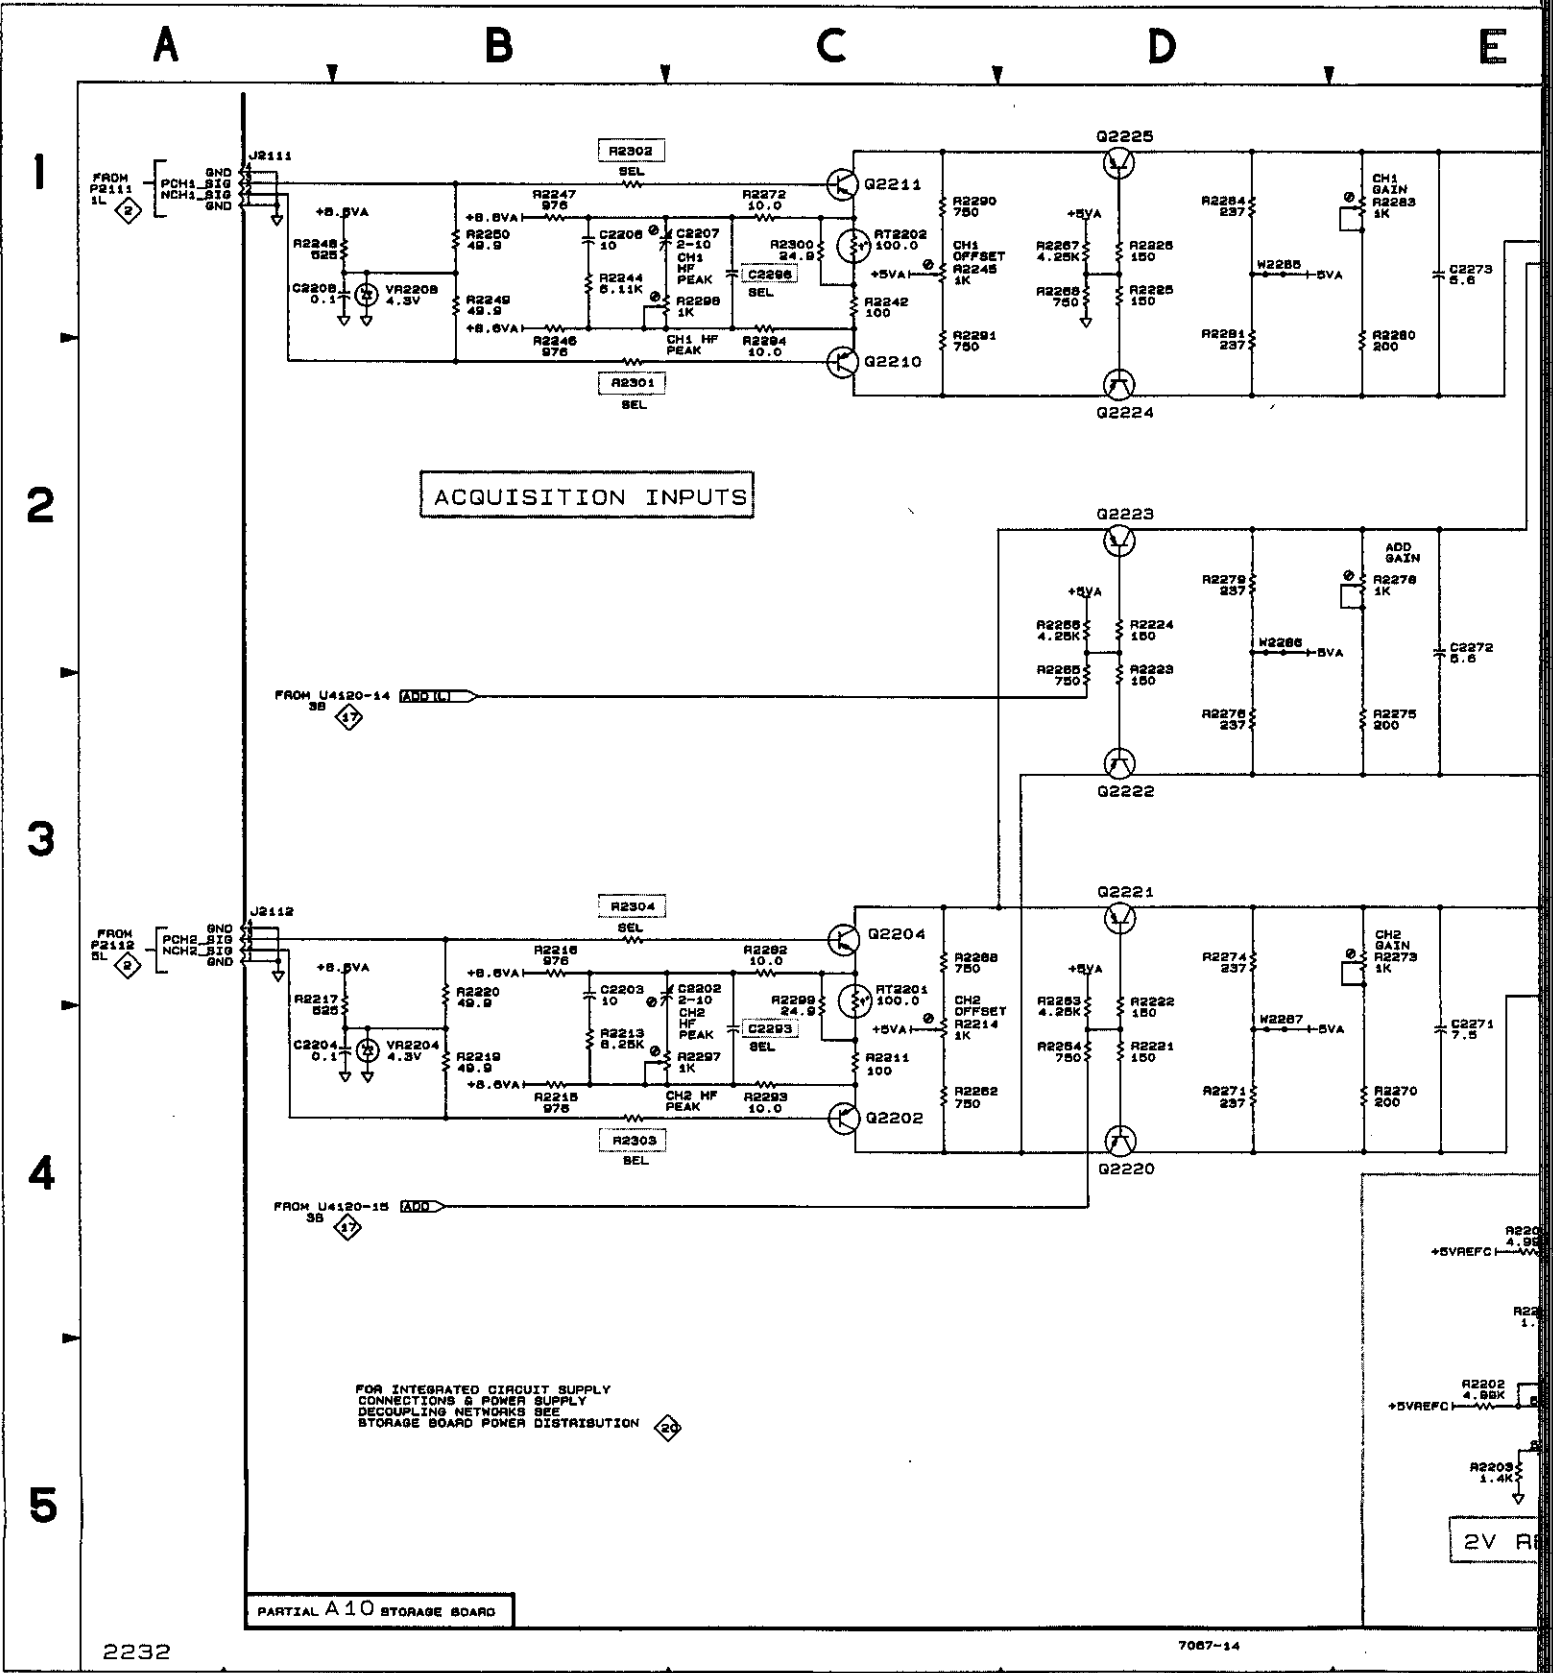 A B C D E
1
2
3
4
5
FROM
P2111
1L
2
GND
PCH1_SIG
NCH1_SIG
GND
J2111
+8.6VA
R2248
525
C2208
0.1
VR2208
4.3V
R2250
49.9
R2249
49.9
R2302
SEL
R2247
976
+8.6VA
C2206
10
R2244
5.11K
+8.6VA
R2246
976
R2301
SEL
C2207
2-10
CH1
HF
PEAK
R2298
1K
CH1 HF
PEAK
R2272
10.0
C2296
SEL
R2294
10.0
R2300
24.9
Q2211
RT2202
100.0
+5VA
R2242
100
Q2210
R2290
750
CH1
OFFSET
R2245
1K
R2291
750
Q2225
+5VA
R2267
4.25K
R2268
750
R2226
150
R2225
150
Q2224
R2284
237
W2285
-5VA
R2281
237
CH1
GAIN
R2283
1K
R2280
200
C2273
5.6
ACQUISITION INPUTS
Q2223
+5VA
R2256
4.25K
R2265
750
R2224
150
R2223
150
Q2222
R2279
237
W2286
-5VA
R2276
237
ADD
GAIN
R2278
1K
R2275
200
C2272
5.6
FROM U4120-14
3B
17
ADD (L)
FROM
P2112
5L
2
GND
PCH2_SIG
NCH2_SIG
GND
J2112
+8.6VA
R2217
525
C2204
0.1
VR2204
4.3V
R2220
49.9
R2219
49.9
R2304
SEL
R2216
976
+8.6VA
C2203
10
R2213
8.25K
+8.6VA
R2215
976
R2303
SEL
C2202
2-10
CH2
HF
PEAK
R2297
1K
CH2 HF
PEAK
R2292
10.0
C2293
SEL
R2293
10.0
R2299
24.9
Q2204
RT2201
100.0
+5VA
R2211
100
Q2202
R2288
750
CH2
OFFSET
R2214
1K
R2262
750
Q2221
+5VA
R2253
4.25K
R2254
750
R2222
150
R2221
150
Q2220
R2274
237
W2287
-5VA
R2271
237
CH2
GAIN
R2273
1K
R2270
200
C2271
7.5
FROM U4120-15
3B
17
ADD
+5VREFC
R2202
4.99K
+5VREFC
R2203
1.4K
2V
FOR INTEGRATED CIRCUIT SUPPLY
CONNECTIONS & POWER SUPPLY
DECOUPLING NETWORKS SEE
STORAGE BOARD POWER DISTRIBUTION
20
PARTIAL A10 STORAGE BOARD
2232
7067-14